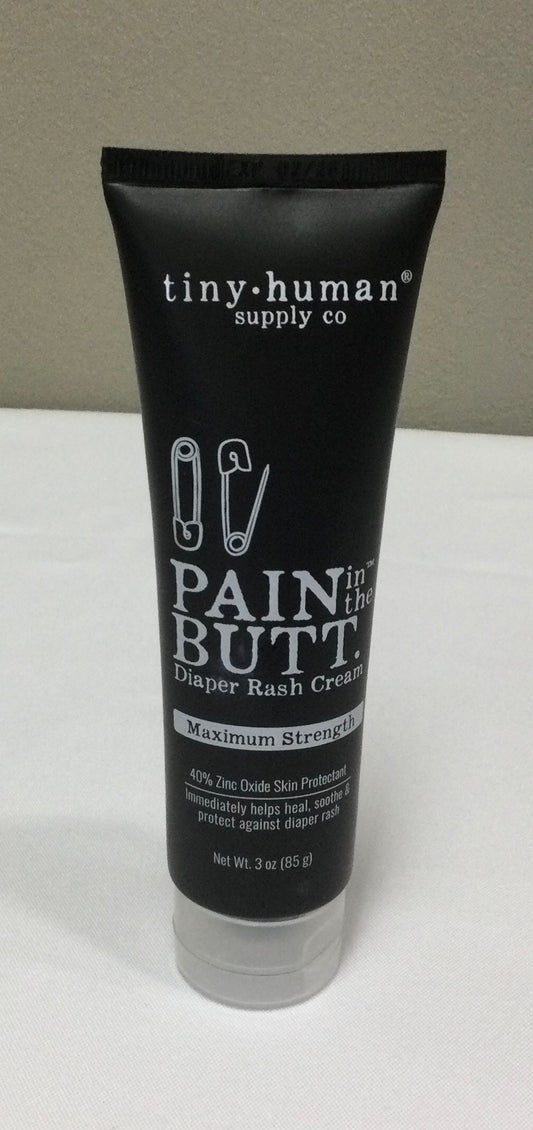 tiny•human®
supply co
PAIN in the™
BUTT.
Diaper Rash Cream
Maximum Strength
40% Zinc Oxide Skin Protectant
Immediately helps heal, soothe &
protect against diaper rash
Net Wt. 3 oz (85 g)